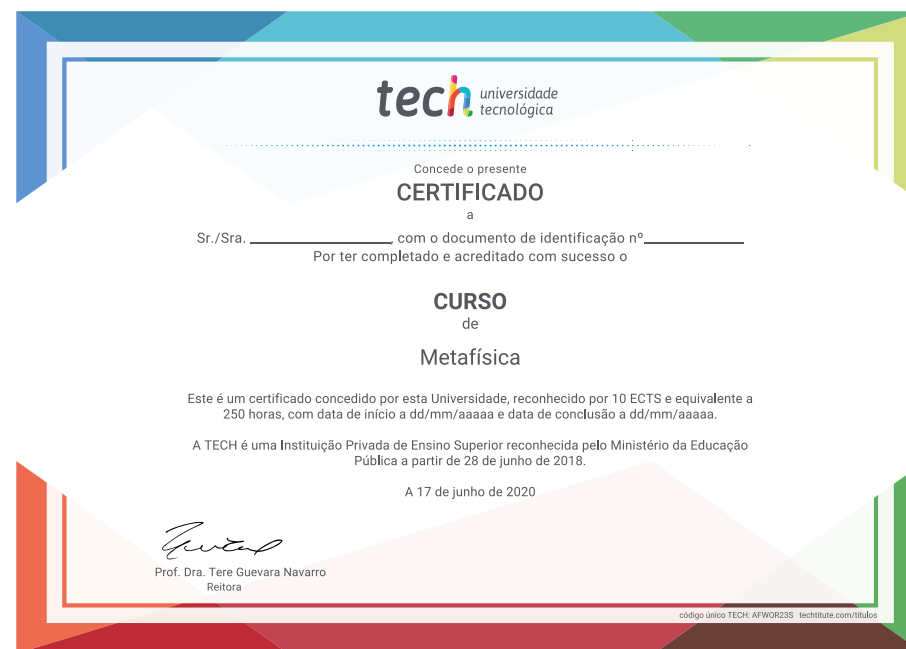 tech universidade
tecnológica
Concede o presente
CERTIFICADO
a
Sr./Sra. , com o documento de identificação nº
Por ter completado e acreditado com sucesso o
CURSO
de
Metafísica
Este é um certificado concedido por esta Universidade, reconhecido por 10 ECTS e equivalente a
250 horas, com data de início a dd/mm/aaaaa e data de conclusão a dd/mm/aaaaa.
A TECH é uma Instituição Privada de Ensino Superior reconhecida pelo Ministério da Educação
Pública a partir de 28 de junho de 2018.
A 17 de junho de 2020
Prof. Dra. Tere Guevara Navarro
Reitora
código único TECH: AFWOR23S techtitute.com/titulos